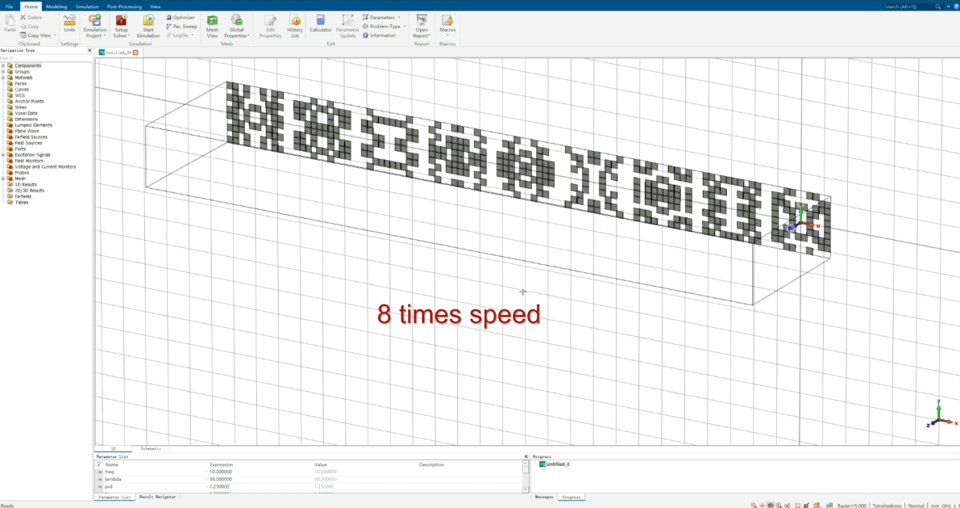 File Home Modeling Simulation Post-Processing View Search (Alt+Q)
Paste Delete Copy Copy View Clipboard
Units Settings
Simulation Project Setup Solver Start Simulation Optimizer Par. Sweep Logfile Simulation
Mesh View Global Properties Mesh
Edit Properties History List Calculator Parametric Update Parameters Problem Type Information Edit
Open Report Report
Macros Macros
Navigation Tree
Untitled_0
Components
Groups
Materials
Faces
Curves
WCS
Anchor Points
Wires
Voxel Data
Dimensions
Lumped Elements
Plane Wave
Farfield Sources
Field Sources
Ports
Excitation Signals
Field Monitors
Voltage and Current Monitors
Probes
Mesh
1D Results
2D/3D Results
Farfields
Tables
8 times speed
3D Schematic
Parameter List
Name Expression Value Description
freq 10.000000 10.000000
lambda 30.000000 30.000000
prd 1.250000 1.250000
Parameter List Result Navigator
Progress
Untitled_0
Messages Progress
Ready
Raster=5.000 Tetrahedrons Normal mm GHz